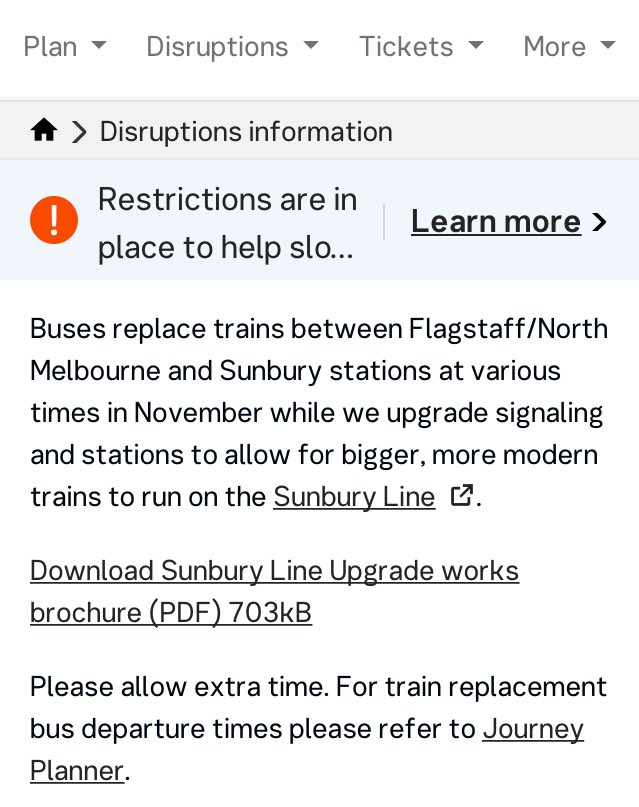 Plan Disruptions Tickets More
Disruptions information
Restrictions are in
place to help slo...
Learn more
Buses replace trains between Flagstaff/North
Melbourne and Sunbury stations at various
times in November while we upgrade signaling
and stations to allow for bigger, more modern
trains to run on the Sunbury Line .
Download Sunbury Line Upgrade works
brochure (PDF) 703kB
Please allow extra time. For train replacement
bus departure times please refer to Journey
Planner.